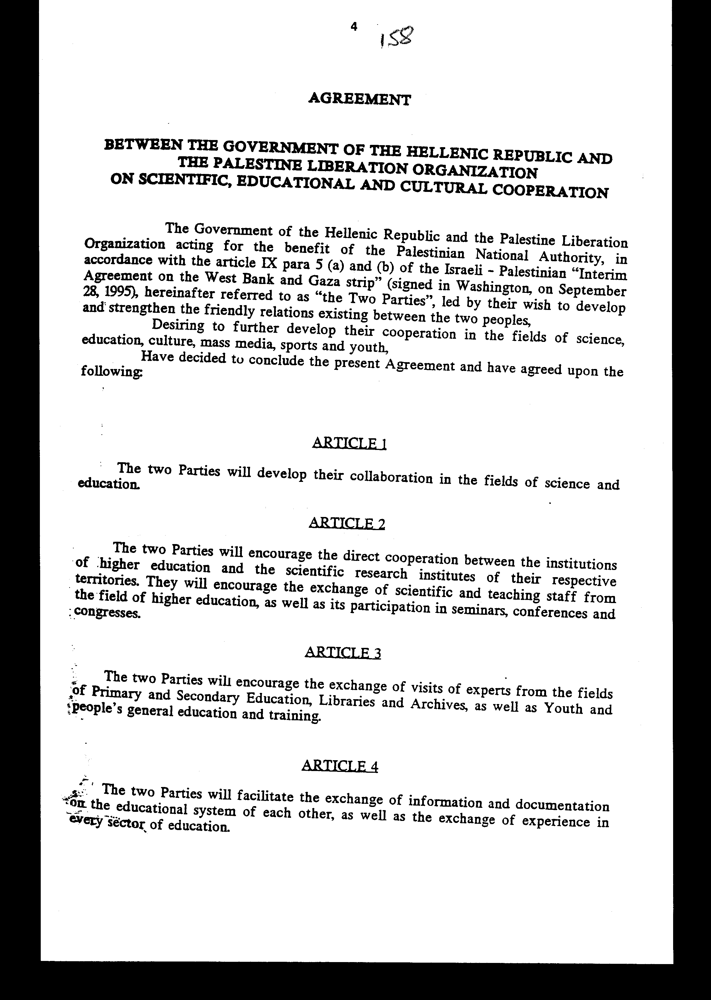 4
158
AGREEMENT
BETWEEN THE GOVERNMENT OF THE HELLENIC REPUBLIC AND
THE PALESTINE LIBERATION ORGANIZATION
ON SCIENTIFIC, EDUCATIONAL AND CULTURAL COOPERATION
The Government of the Hellenic Republic and the Palestine Liberation
Organization acting for the benefit of the Palestinian National Authority, in
accordance with the article IX para 5 (a) and (b) of the Israeli - Palestinian “Interim
Agreement on the West Bank and Gaza strip” (signed in Washington, on September
28, 1995), hereinafter referred to as “the Two Parties”, led by their wish to develop
and strengthen the friendly relations existing between the two peoples,
Desiring to further develop their cooperation in the fields of science,
education, culture, mass media, sports and youth,
Have decided to conclude the present Agreement and have agreed upon the
following:
ARTICLE 1
The two Parties will develop their collaboration in the fields of science and
education.
ARTICLE 2
The two Parties will encourage the direct cooperation between the institutions
of higher education and the scientific research institutes of their respective
territories. They will encourage the exchange of scientific and teaching staff from
the field of higher education, as well as its participation in seminars, conferences and
congresses.
ARTICLE 3
The two Parties will encourage the exchange of visits of experts from the fields
of Primary and Secondary Education, Libraries and Archives, as well as Youth and
people's general education and training.
ARTICLE 4
The two Parties will facilitate the exchange of information and documentation
on the educational system of each other, as well as the exchange of experience in
every sector of education.